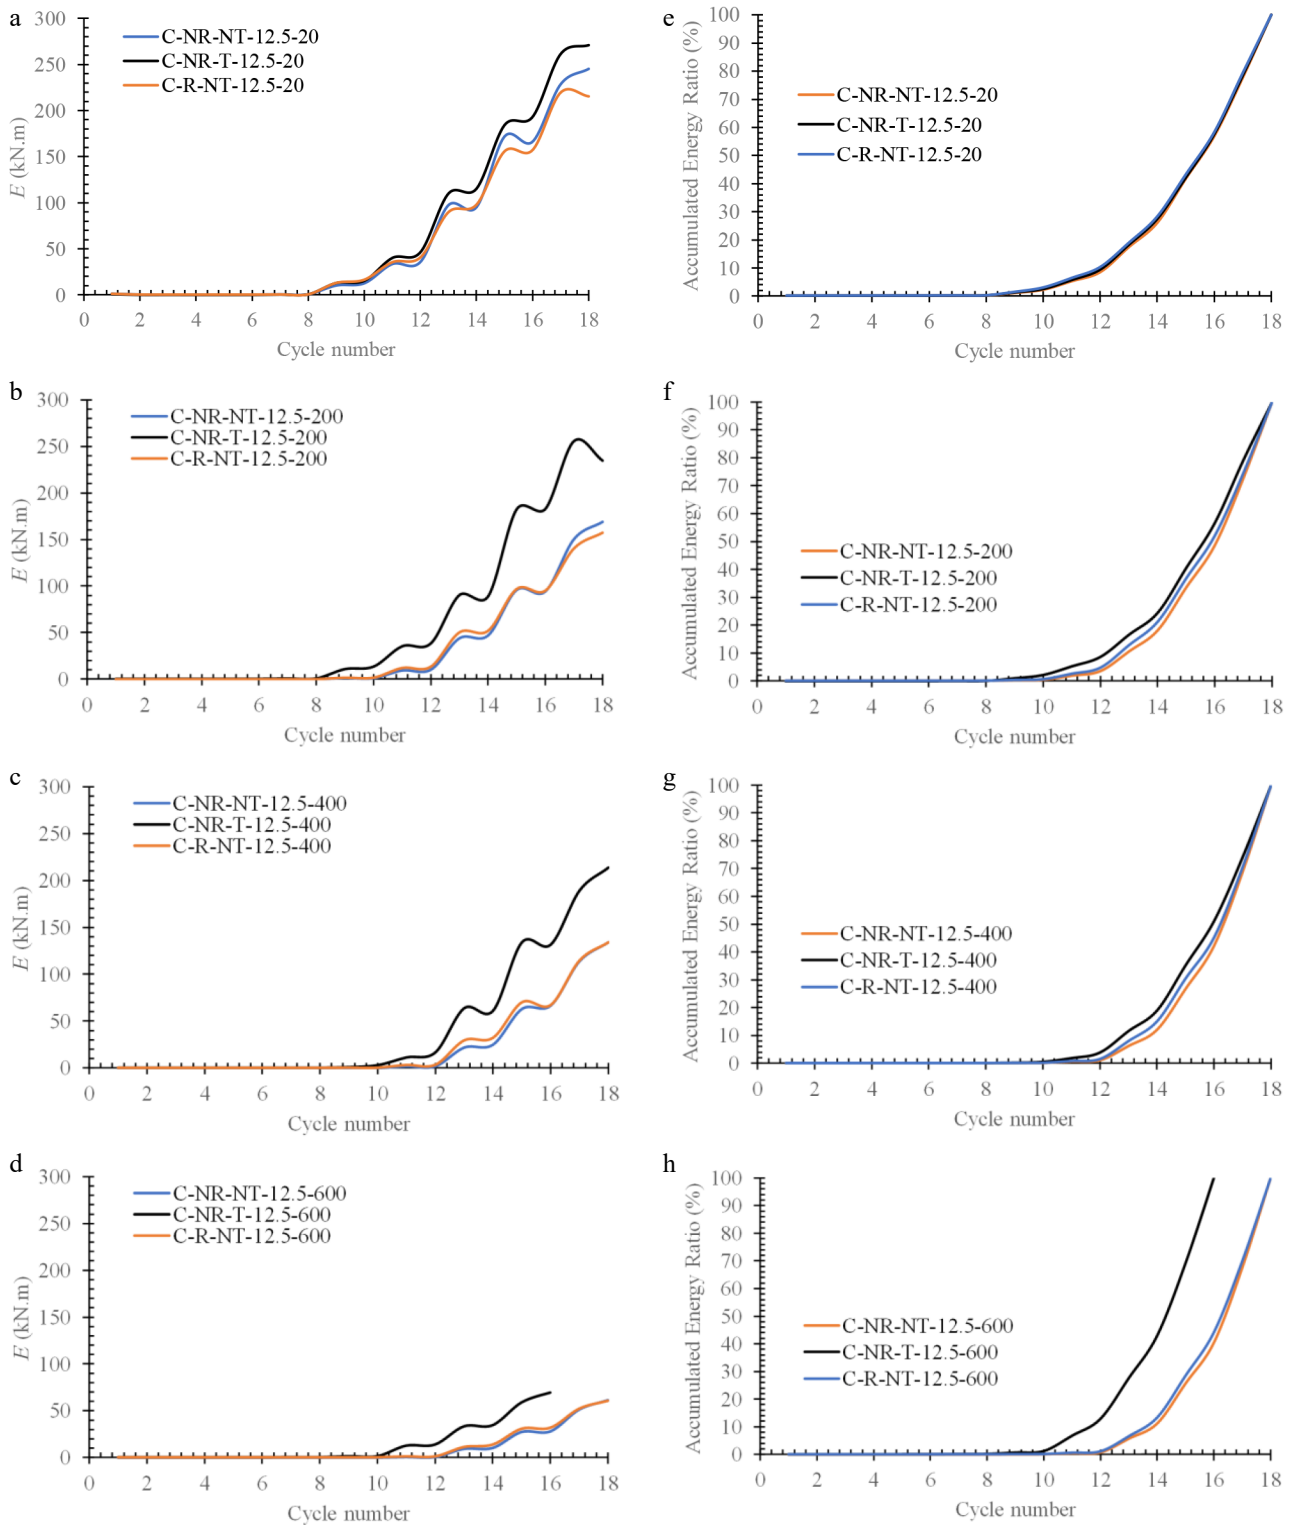 a
300
250
200
150
100
50
0
E (kN.m)
C-NR-NT-12.5-20
C-NR-T-12.5-20
C-R-NT-12.5-20
0 2 4 6 8 10 12 14 16 18
Cycle number
e
100
90
80
70
60
50
40
30
20
10
0
Accumulated Energy Ratio (%)
C-NR-NT-12.5-20
C-NR-T-12.5-20
C-R-NT-12.5-20
0 2 4 6 8 10 12 14 16 18
Cycle number
b
300
250
200
150
100
50
0
E (kN.m)
C-NR-NT-12.5-200
C-NR-T-12.5-200
C-R-NT-12.5-200
0 2 4 6 8 10 12 14 16 18
Cycle number
f
100
90
80
70
60
50
40
30
20
10
0
Accumulated Energy Ratio (%)
C-NR-NT-12.5-200
C-NR-T-12.5-200
C-R-NT-12.5-200
0 2 4 6 8 10 12 14 16 18
Cycle number
c
300
250
200
150
100
50
0
E (kN.m)
C-NR-NT-12.5-400
C-NR-T-12.5-400
C-R-NT-12.5-400
0 2 4 6 8 10 12 14 16 18
Cycle number
g
100
90
80
70
60
50
40
30
20
10
0
Accumulated Energy Ratio (%)
C-NR-NT-12.5-400
C-NR-T-12.5-400
C-R-NT-12.5-400
0 2 4 6 8 10 12 14 16 18
Cycle number
d
300
250
200
150
100
50
0
E (kN.m)
C-NR-NT-12.5-600
C-NR-T-12.5-600
C-R-NT-12.5-600
0 2 4 6 8 10 12 14 16 18
Cycle number
h
100
90
80
70
60
50
40
30
20
10
0
Accumulated Energy Ratio (%)
C-NR-NT-12.5-600
C-NR-T-12.5-600
C-R-NT-12.5-600
0 2 4 6 8 10 12 14 16 18
Cycle number